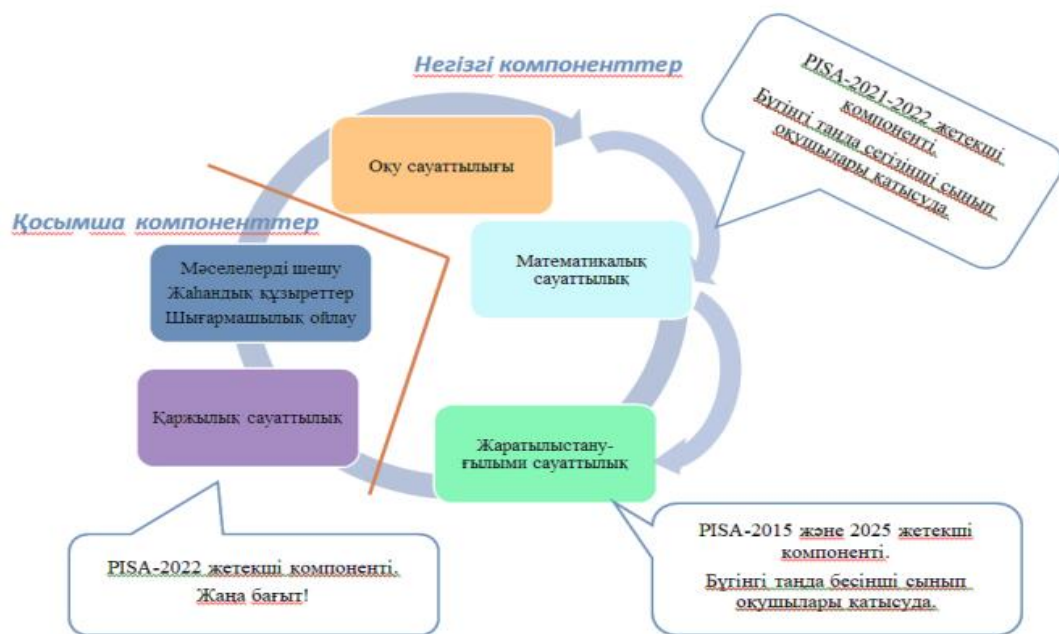 Негізгі компоненттер
PISA-2021-2022 жетекші
компоненті.
Бүгінгі таңда сегізінші сынып
оқушылары қатысуда.
Оқу сауаттылығы
Қосымша компоненттер
Мәселелерді шешу
Жаһандық құзыреттер
Шығармашылық ойлау
Математикалық
сауаттылық
Қаржылық сауаттылық
Жаратылыстану-
ғылыми сауаттылық
PISA-2022 жетекші компоненті.
Жаңа бағыт!
PISA-2015 және 2025 жетекші
компоненті.
Бүгінгі таңда бесінші сынып
оқушылары қатысуда.